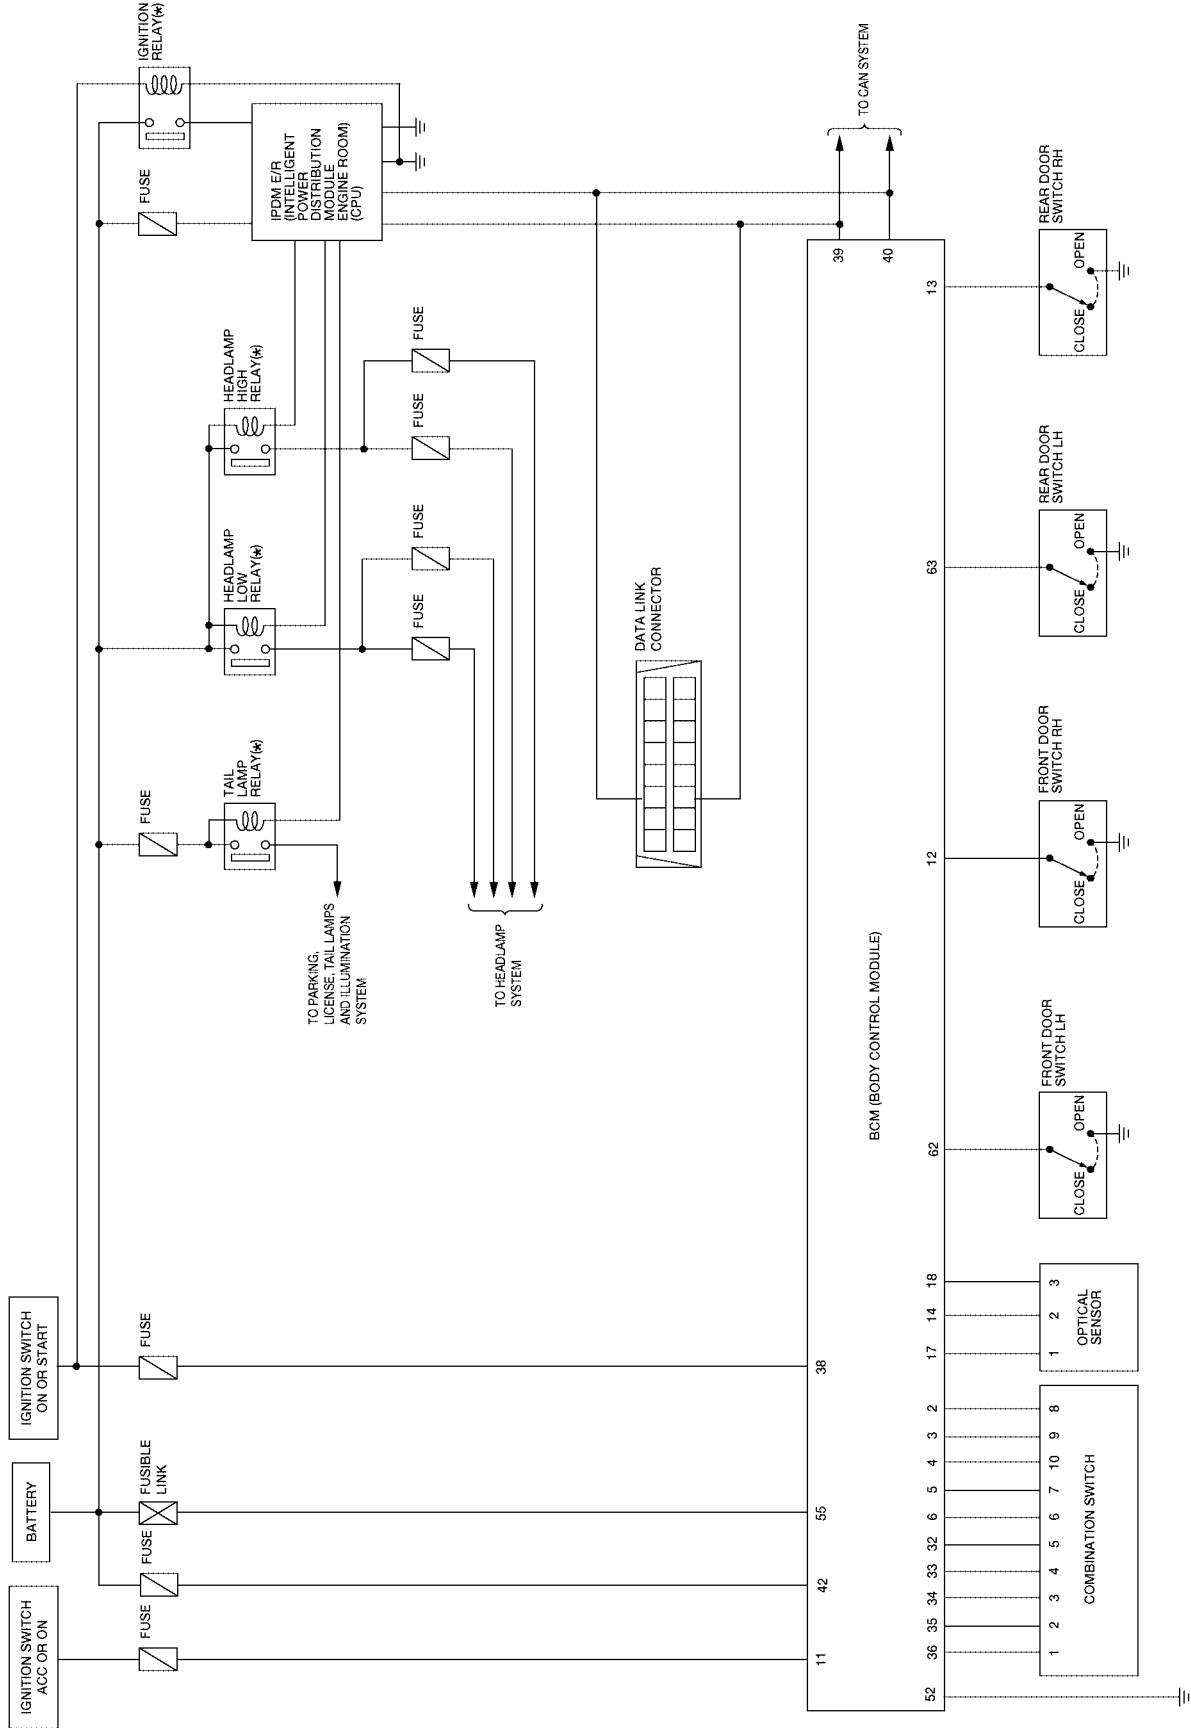 IGNITION SWITCH
ACC OR ON
BATTERY
IGNITION SWITCH
ON OR START
FUSE
FUSE
FUSIBLE
LINK
FUSE
FUSE
TAIL
LAMP
RELAY(*)
HEADLAMP
LOW
RELAY(*)
HEADLAMP
HIGH
RELAY(*)
FUSE
IGNITION
RELAY(*)
IPDM E/R
(INTELLIGENT
POWER
DISTRIBUTION
MODULE
ENGINE ROOM)
(CPU)
TO PARKING,
LICENSE, TAIL LAMPS
AND ILLUMINATION
SYSTEM
FUSE
FUSE
FUSE
FUSE
TO HEADLAMP
SYSTEM
DATA LINK
CONNECTOR
TO CAN SYSTEM
11
42
55
38
39
40
BCM (BODY CONTROL MODULE)
52
36
35
34
33
32
6
5
4
3
2
17
14
18
62
12
63
13
1
2
3
4
5
6
7
10
9
8
COMBINATION SWITCH
1
2
3
OPTICAL
SENSOR
FRONT DOOR
SWITCH LH
CLOSE
OPEN
FRONT DOOR
SWITCH RH
CLOSE
OPEN
REAR DOOR
SWITCH LH
CLOSE
OPEN
REAR DOOR
SWITCH RH
CLOSE
OPEN